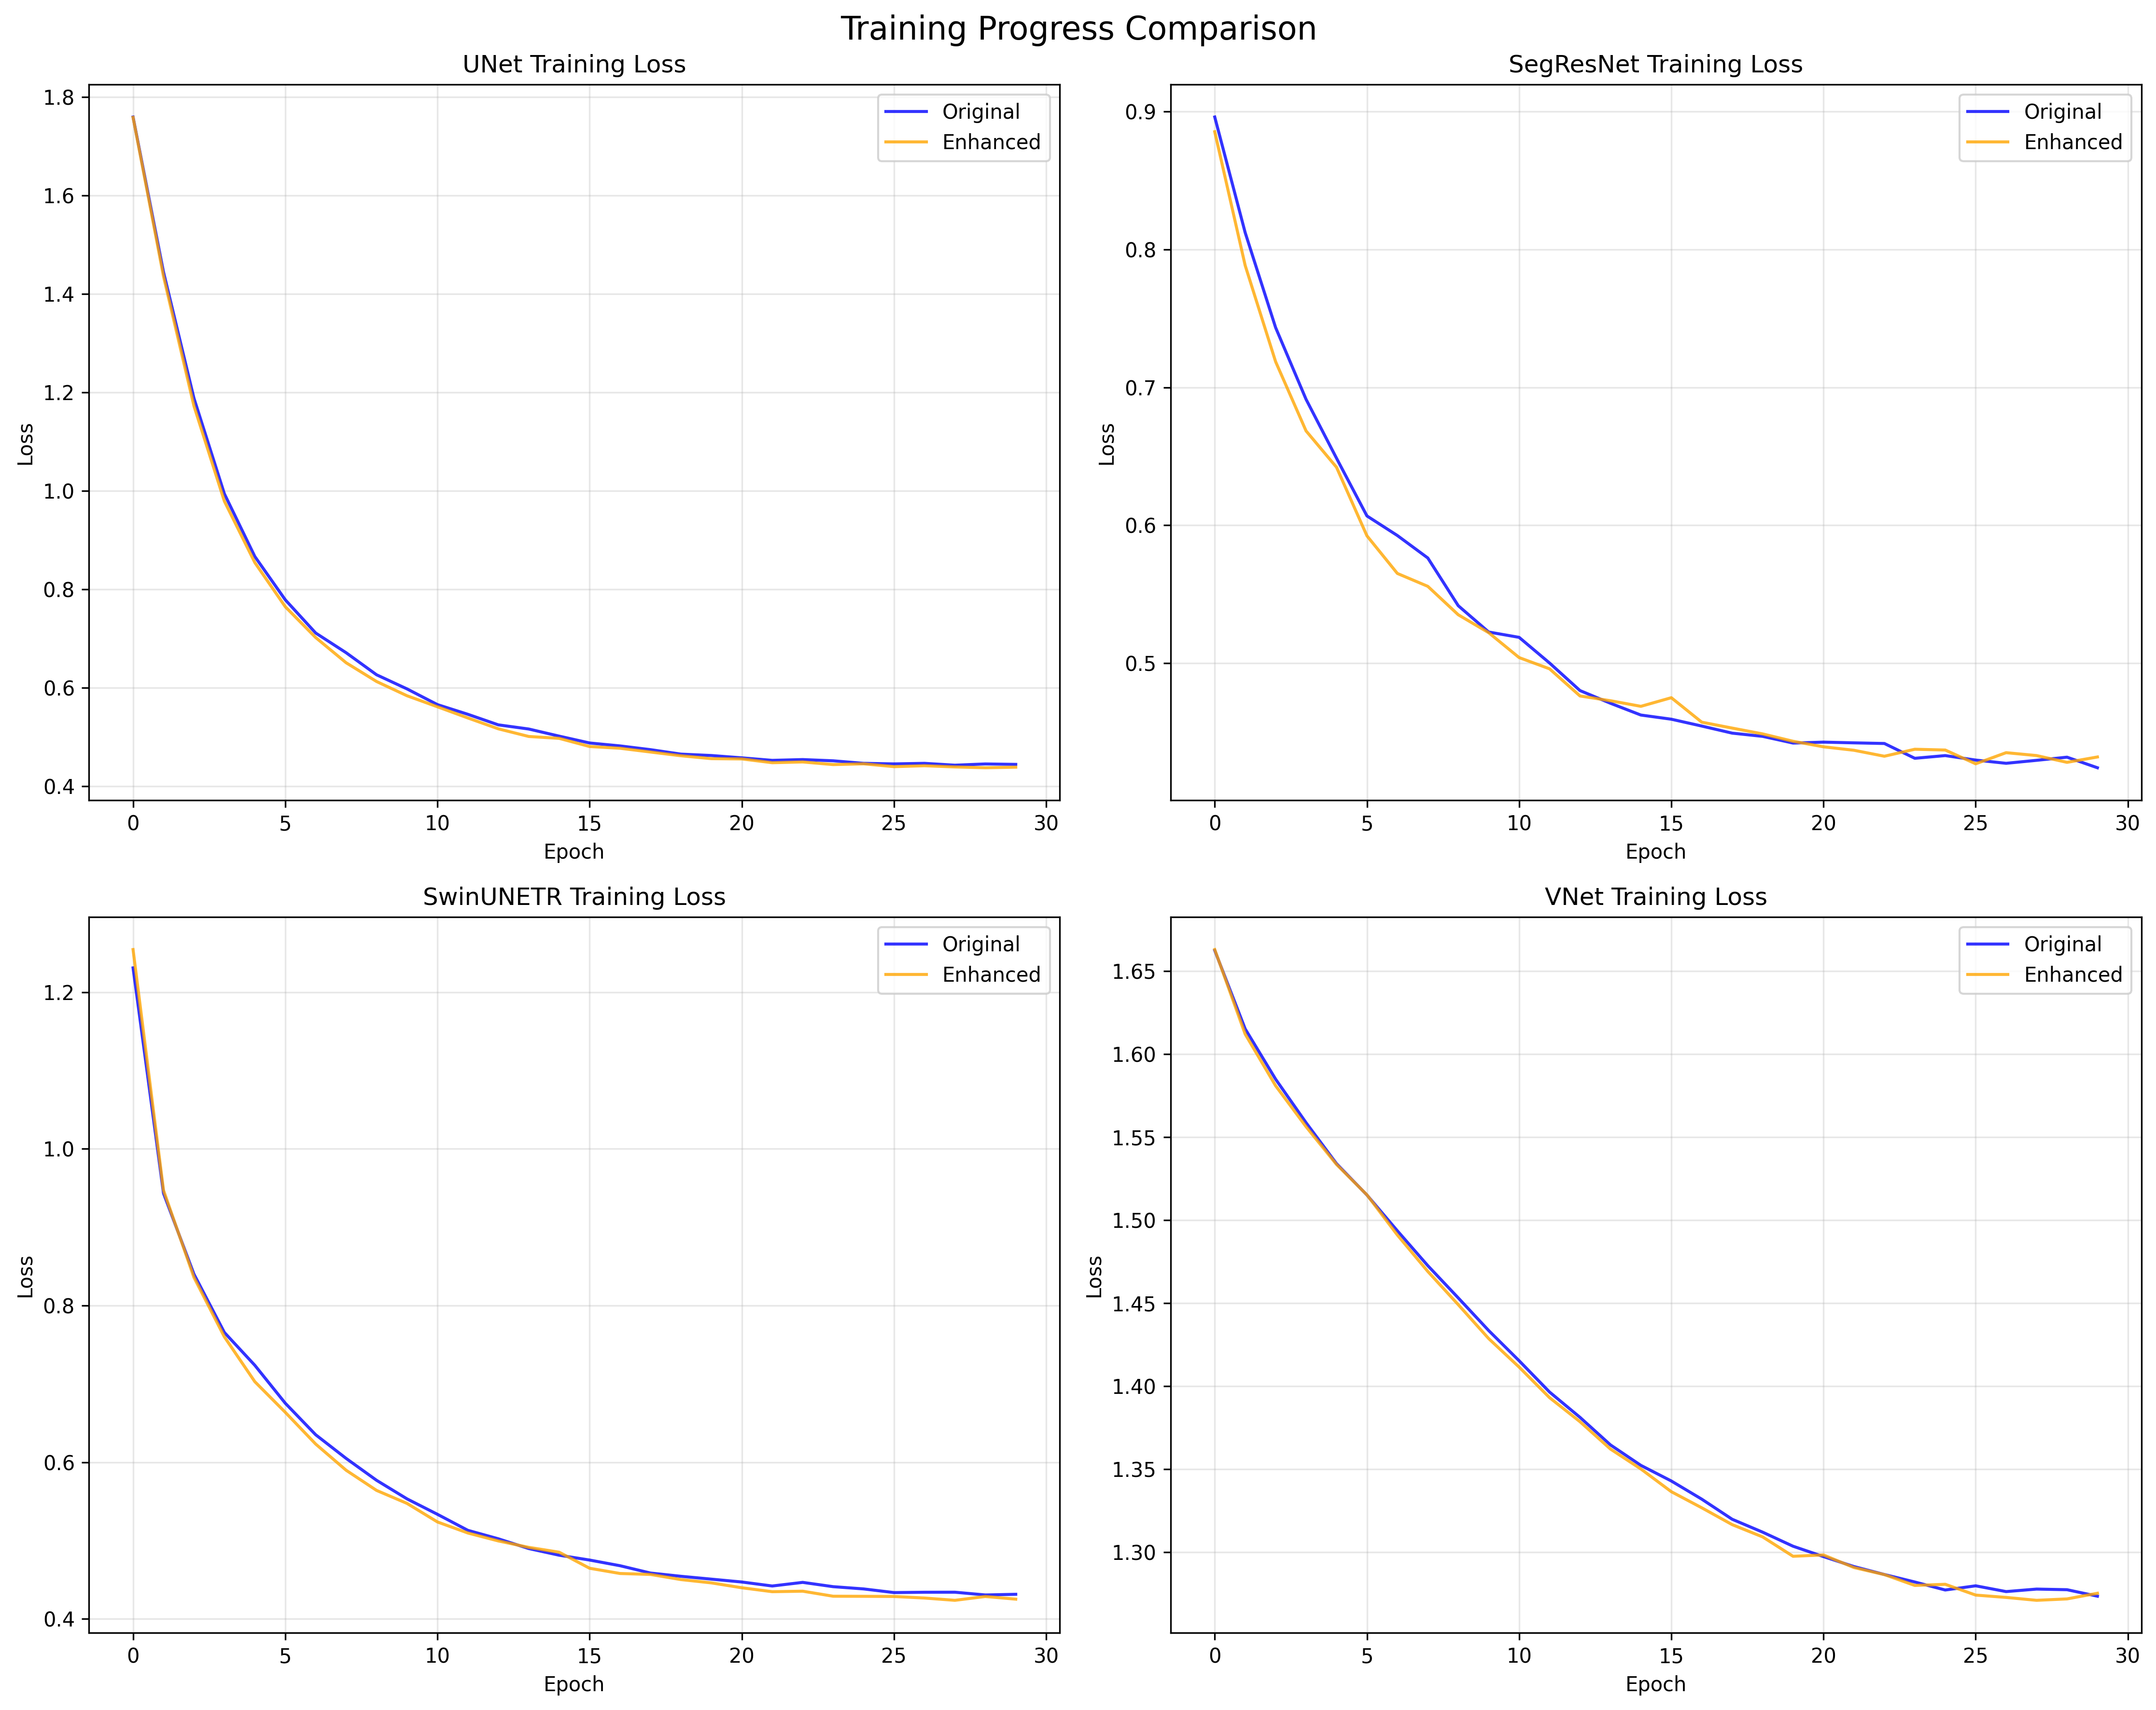 Training Progress Comparison
UNet Training Loss
1.8
1.6
1.4
1.2
1.0
0.8
0.6
0.4
Loss
0 5 10 15 20 25 30
Epoch
Original
Enhanced
SegResNet Training Loss
0.9
0.8
0.7
0.6
0.5
Loss
0 5 10 15 20 25 30
Epoch
Original
Enhanced
SwinUNETR Training Loss
1.2
1.0
0.8
0.6
0.4
Loss
0 5 10 15 20 25 30
Epoch
Original
Enhanced
VNet Training Loss
1.65
1.60
1.55
1.50
1.45
1.40
1.35
1.30
Loss
0 5 10 15 20 25 30
Epoch
Original
Enhanced